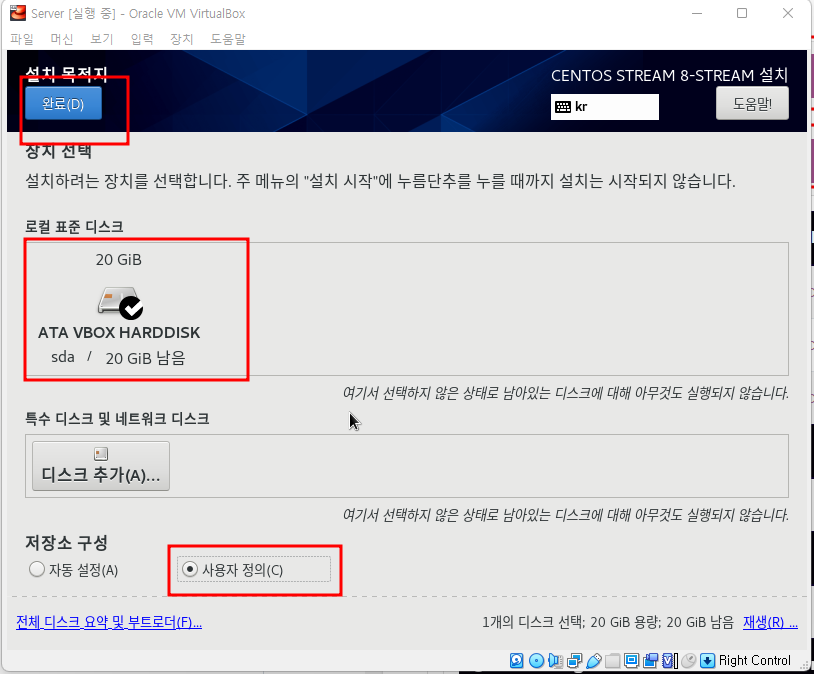 Server [실행 중] - Oracle VM VirtualBox
파일 머신 보기 입력 장치 도움말
설치 목적지
CENTOS STREAM 8-STREAM 설치
완료(D)
kr
도움말!
장치 선택
설치하려는 장치를 선택합니다. 주 메뉴의 "설치 시작"에 누름단추를 누를 때까지 설치는 시작되지 않습니다.
로컬 표준 디스크
20 GiB
ATA VBOX HARDDISK
sda / 20 GiB 남음
여기서 선택하지 않은 상태로 남아있는 디스크에 대해 아무것도 실행되지 않습니다.
특수 디스크 및 네트워크 디스크
디스크 추가(A)...
여기서 선택하지 않은 상태로 남아있는 디스크에 대해 아무것도 실행되지 않습니다.
저장소 구성
자동 설정(A) 사용자 정의(C)
전체 디스크 요약 및 부트로더(F)... 1개의 디스크 선택; 20 GiB 용량; 20 GiB 남음 재생(R) ...
Right Control